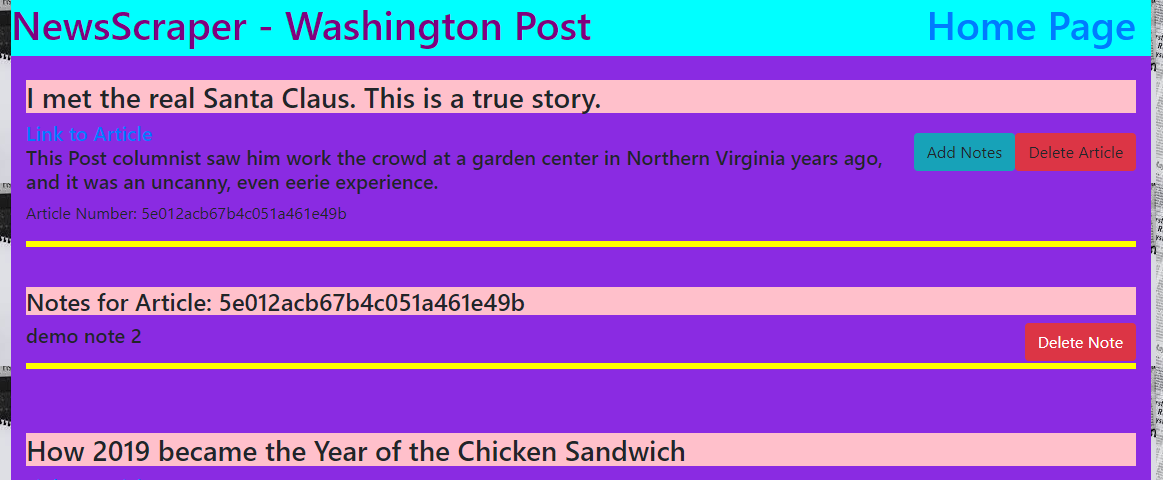 NewsScraper - Washington Post
Home Page
I met the real Santa Claus. This is a true story.
Link to Article
This Post columnist saw him work the crowd at a garden center in Northern Virginia years ago,
and it was an uncanny, even eerie experience.
Add Notes
Delete Article
Article Number: 5e012acb67b4c051a461e49b
Notes for Article: 5e012acb67b4c051a461e49b
demo note 2
Delete Note
How 2019 became the Year of the Chicken Sandwich